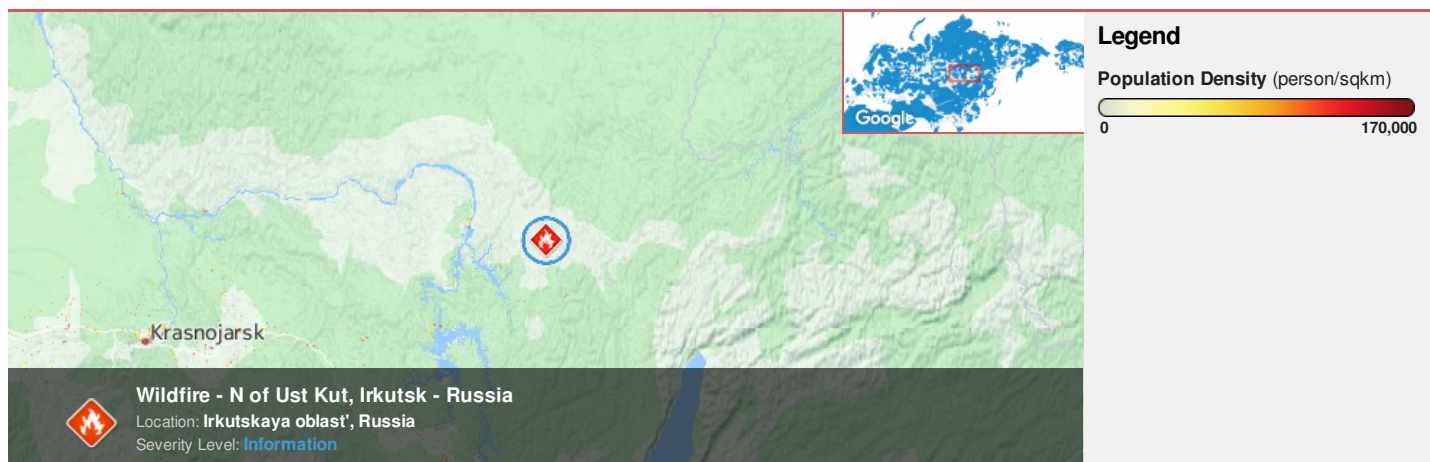 Google
Krasnojarsk
Wildfire - N of Ust Kut, Irkutsk - Russia
Location: Irkutskaya oblast', Russia
Severity Level: Information
Legend
Population Density (person/sqkm)
0 170,000